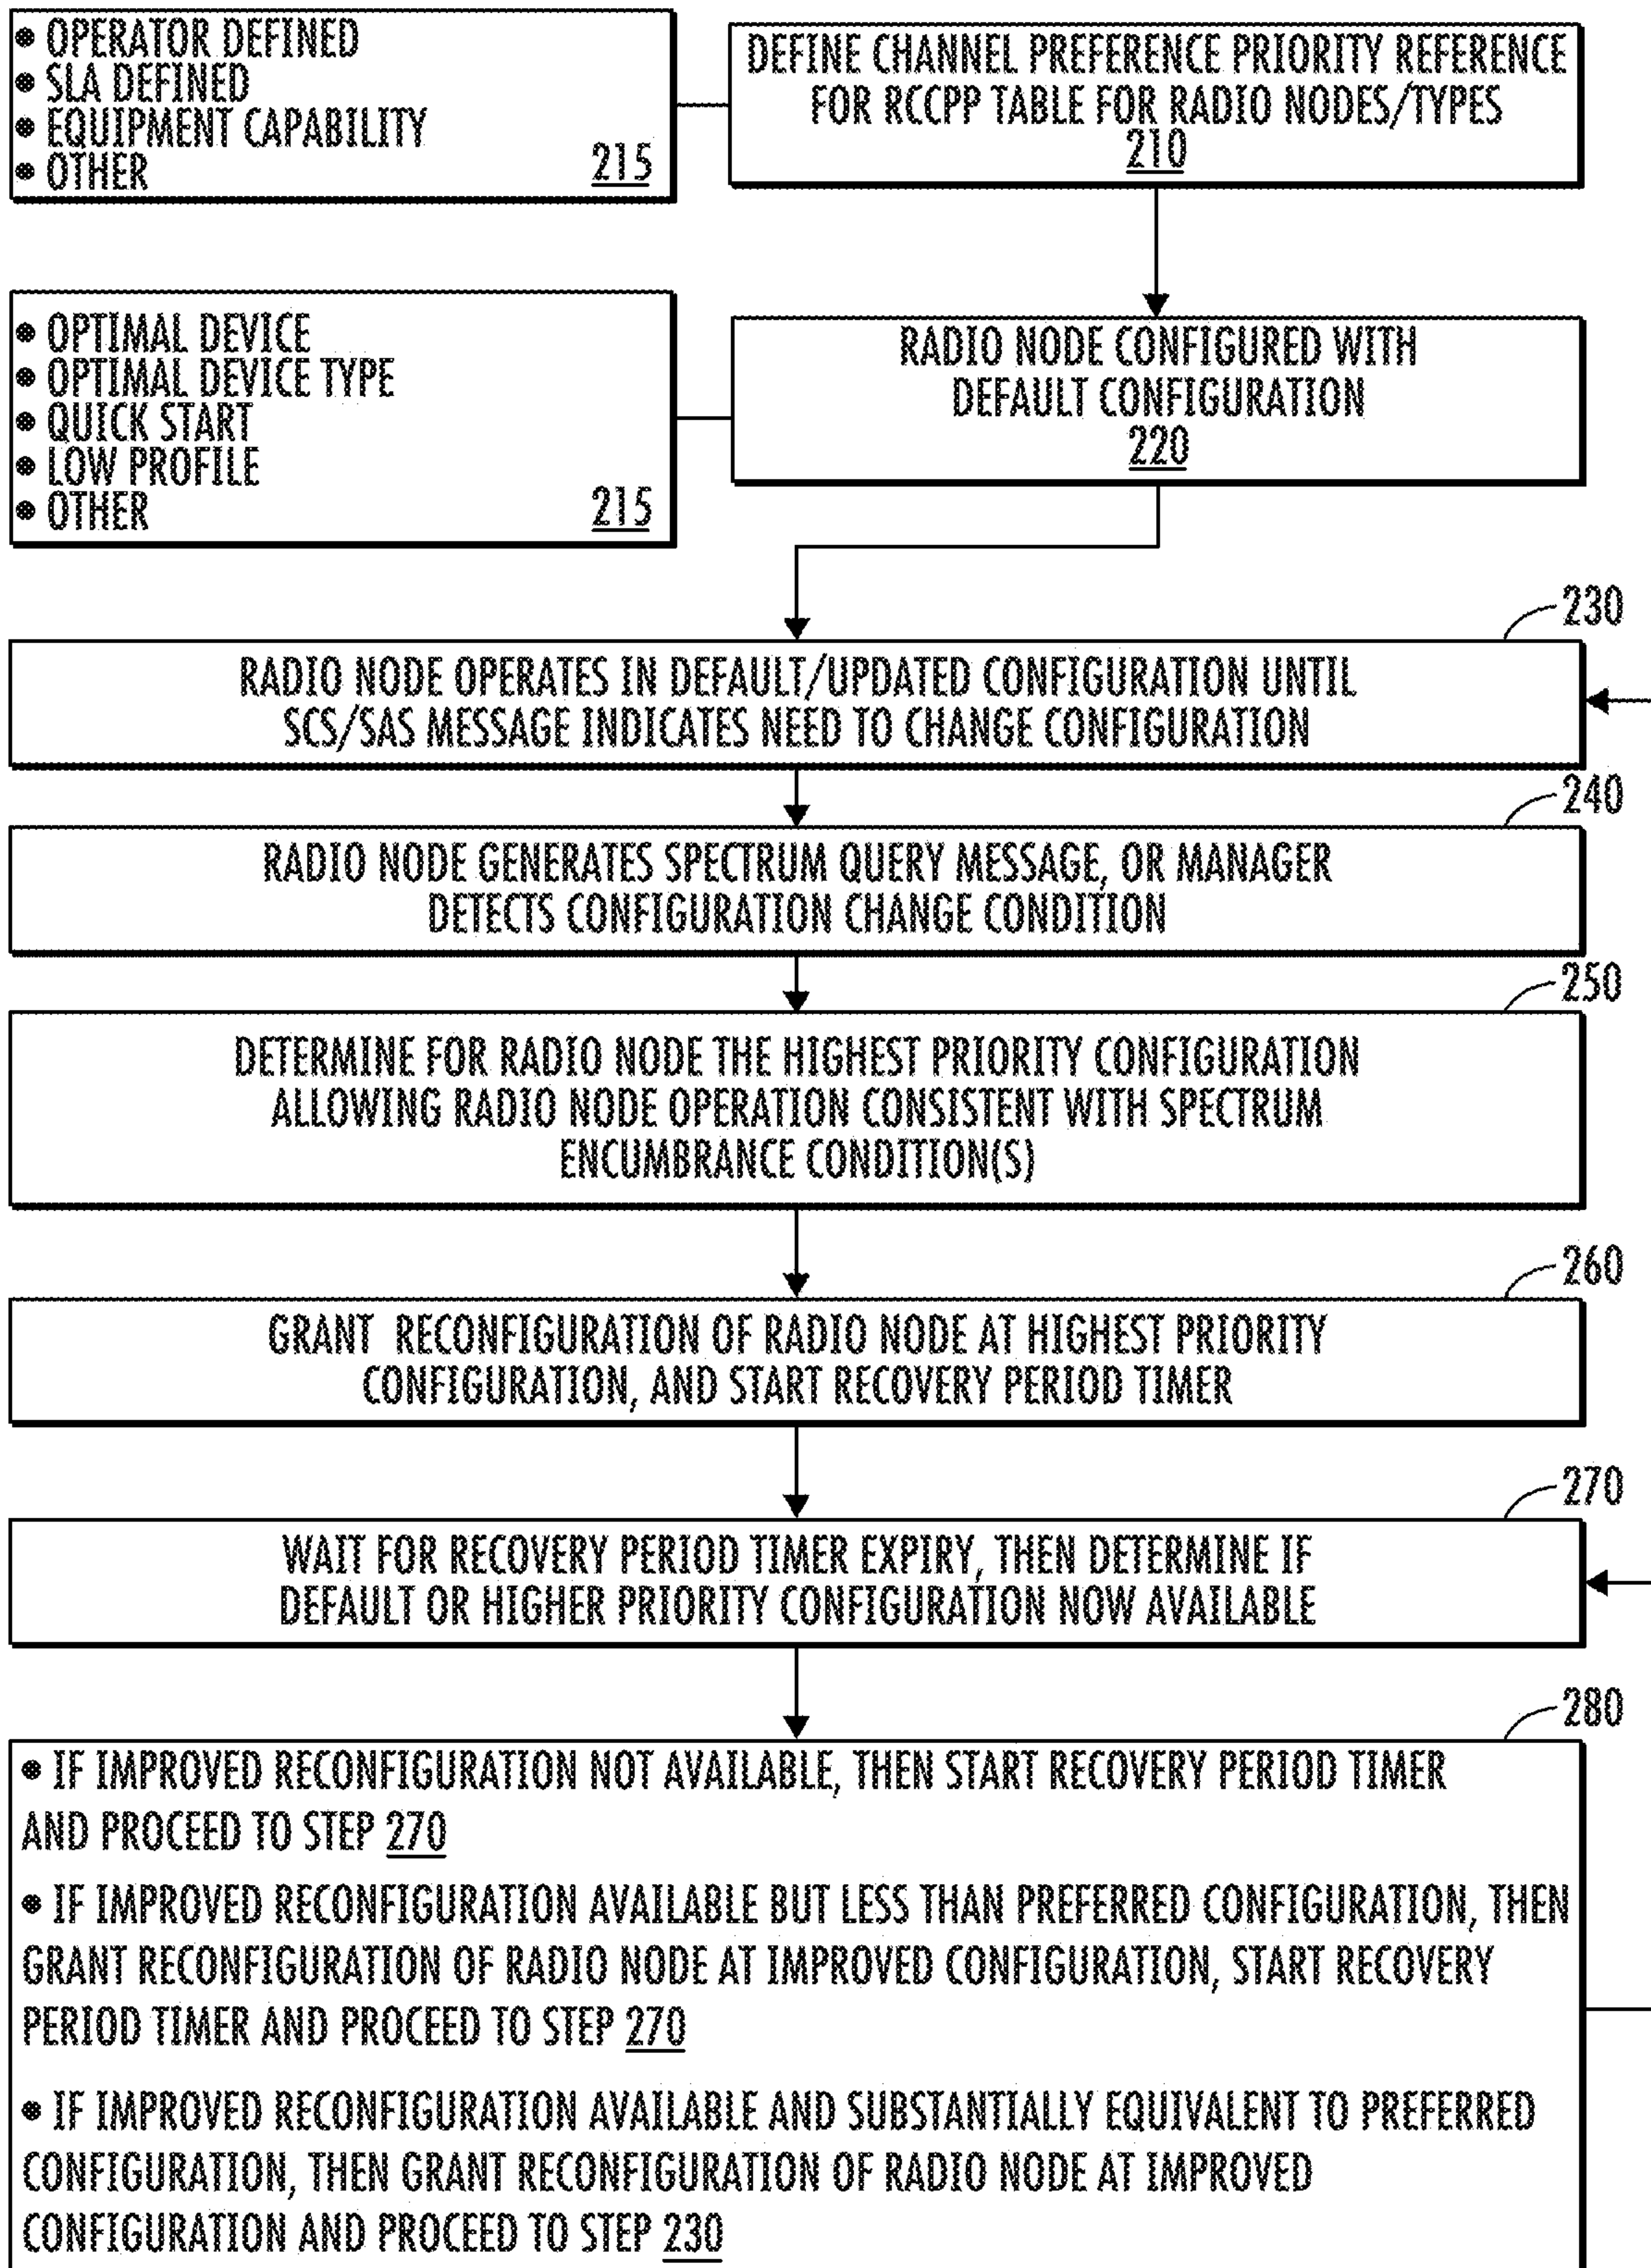 • OPERATOR DEFINED
• SLA DEFINED
• EQUIPMENT CAPABILITY
• OTHER
215
DEFINE CHANNEL PREFERENCE PRIORITY REFERENCE
FOR RCCPP TABLE FOR RADIO NODES/TYPES
210
• OPTIMAL DEVICE
• OPTIMAL DEVICE TYPE
• QUICK START
• LOW PROFILE
• OTHER
215
RADIO NODE CONFIGURED WITH
DEFAULT CONFIGURATION
220
230
RADIO NODE OPERATES IN DEFAULT/UPDATED CONFIGURATION UNTIL
SCS/SAS MESSAGE INDICATES NEED TO CHANGE CONFIGURATION
240
RADIO NODE GENERATES SPECTRUM QUERY MESSAGE, OR MANAGER
DETECTS CONFIGURATION CHANGE CONDITION
250
DETERMINE FOR RADIO NODE THE HIGHEST PRIORITY CONFIGURATION
ALLOWING RADIO NODE OPERATION CONSISTENT WITH SPECTRUM
ENCUMBRANCE CONDITION(S)
260
GRANT RECONFIGURATION OF RADIO NODE AT HIGHEST PRIORITY
CONFIGURATION, AND START RECOVERY PERIOD TIMER
270
WAIT FOR RECOVERY PERIOD TIMER EXPIRY, THEN DETERMINE IF
DEFAULT OR HIGHER PRIORITY CONFIGURATION NOW AVAILABLE
280
• IF IMPROVED RECONFIGURATION NOT AVAILABLE, THEN START RECOVERY PERIOD TIMER
AND PROCEED TO STEP 270
• IF IMPROVED RECONFIGURATION AVAILABLE BUT LESS THAN PREFERRED CONFIGURATION, THEN
GRANT RECONFIGURATION OF RADIO NODE AT IMPROVED CONFIGURATION, START RECOVERY
PERIOD TIMER AND PROCEED TO STEP 270
• IF IMPROVED RECONFIGURATION AVAILABLE AND SUBSTANTIALLY EQUIVALENT TO PREFERRED
CONFIGURATION, THEN GRANT RECONFIGURATION OF RADIO NODE AT IMPROVED
CONFIGURATION AND PROCEED TO STEP 230